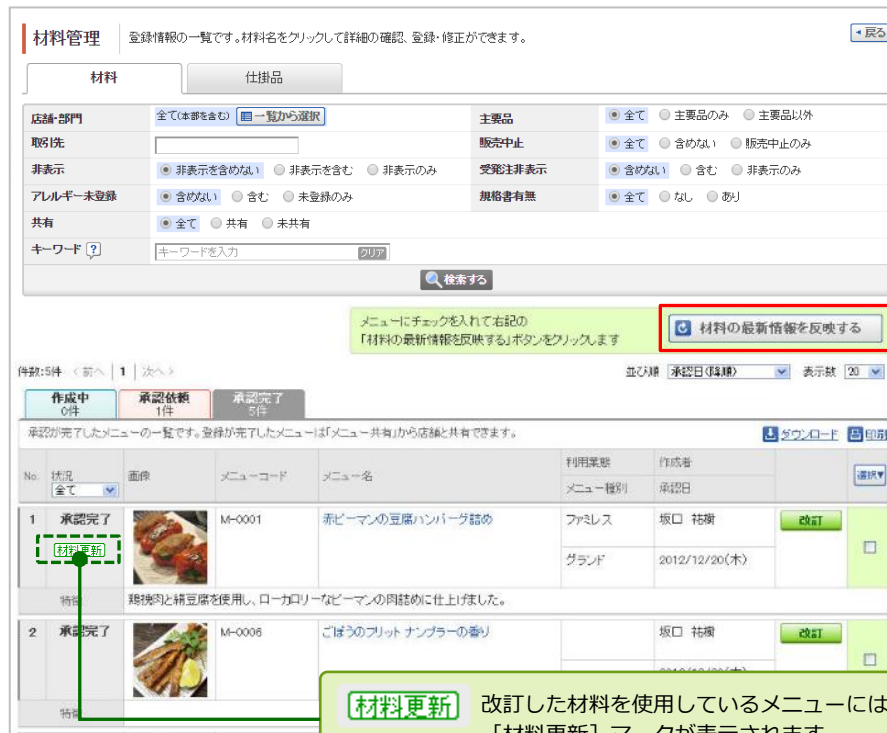 材料管理 登録情報の一覧です。材料名をクリックして詳細の確認、登録・修正ができます。 戻る
材料 仕掛品
店舗・部門 全て(本部を含む) 一覧から選択 主要品 全て 主要品のみ 主要品以外
取引先 販売中止 全て 含めない 販売中止のみ
非表示 非表示を含めない 非表示を含む 非表示のみ 受発注非表示 含めない 含む 非表示のみ
アレルギー未登録 含めない 含む 未登録のみ 規格書有無 全て なし あり
共有 全て 共有 未共有
キーワード ? キーワードを入力 クリア
検索する
メニューにチェックを入れて右記の
「材料の最新情報を反映する」ボタンをクリックします
材料の最新情報を反映する
件数:5件 <前へ | 1 | 次へ> 並び順 承認日(降順) 表示数 20
作成中 承認依頼 承認完了
0件 1件 5件
承認が完了したメニューの一覧です。登録が完了したメニューは「メニュー共有」から店舗と共有できます。 ダウンロード 印刷
No. 状況 画像 メニューコード メニュー名 利用業態 作成者 選択▼
全て メニュー種別 承認日
1 承認完了 M-0001 赤ピーマンの豆腐ハンバーグ詰め ファミレス 坂口 祐樹 改訂
材料更新 グランド 2012/12/20(木)
特徴 鶏挽肉と絹豆腐を使用し、ローカロリーなピーマンの肉詰めに仕上げました。
2 承認完了 M-0006 ごぼうのフリット ナンプラーの香り 坂口 祐樹 改訂
特徴
材料更新 改訂した材料を使用しているメニューには
［材料更新］マークが表示されます